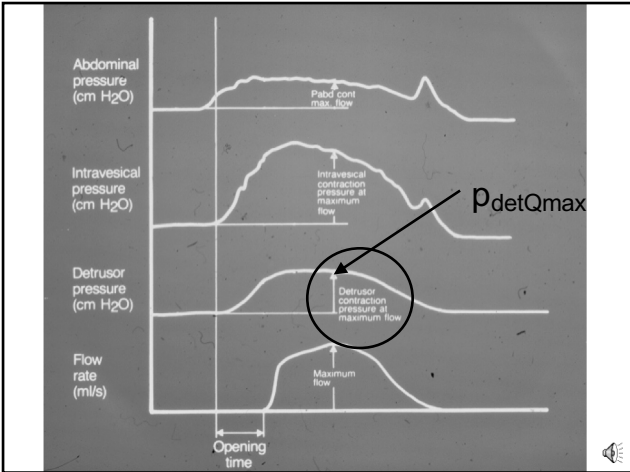 Abdominal
pressure
(cm H2O)
Pabd cont
max. flow
Intravesical
pressure
(cm H2O)
Intravesical
contraction
pressure at
maximum
flow
pdetQmax
Detrusor
pressure
(cm H2O)
Detrusor
contraction
pressure at
maximum flow
Flow
rate
(ml/s)
Maximum
flow
Opening
time